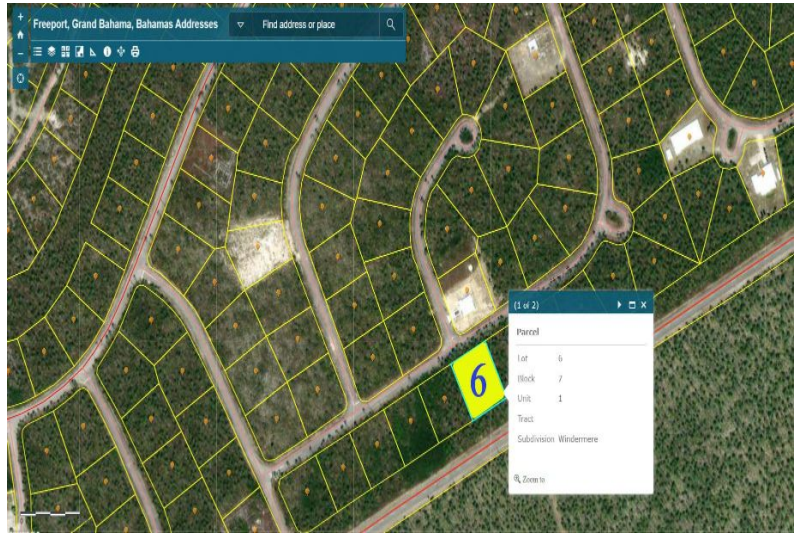 Freeport, Grand Bahama, Bahamas Addresses
Find address or place
(1 of 2)
Parcel
Lot 6
Block 7
Unit 1
Tract
Subdivision Windermere
Zoom to
6